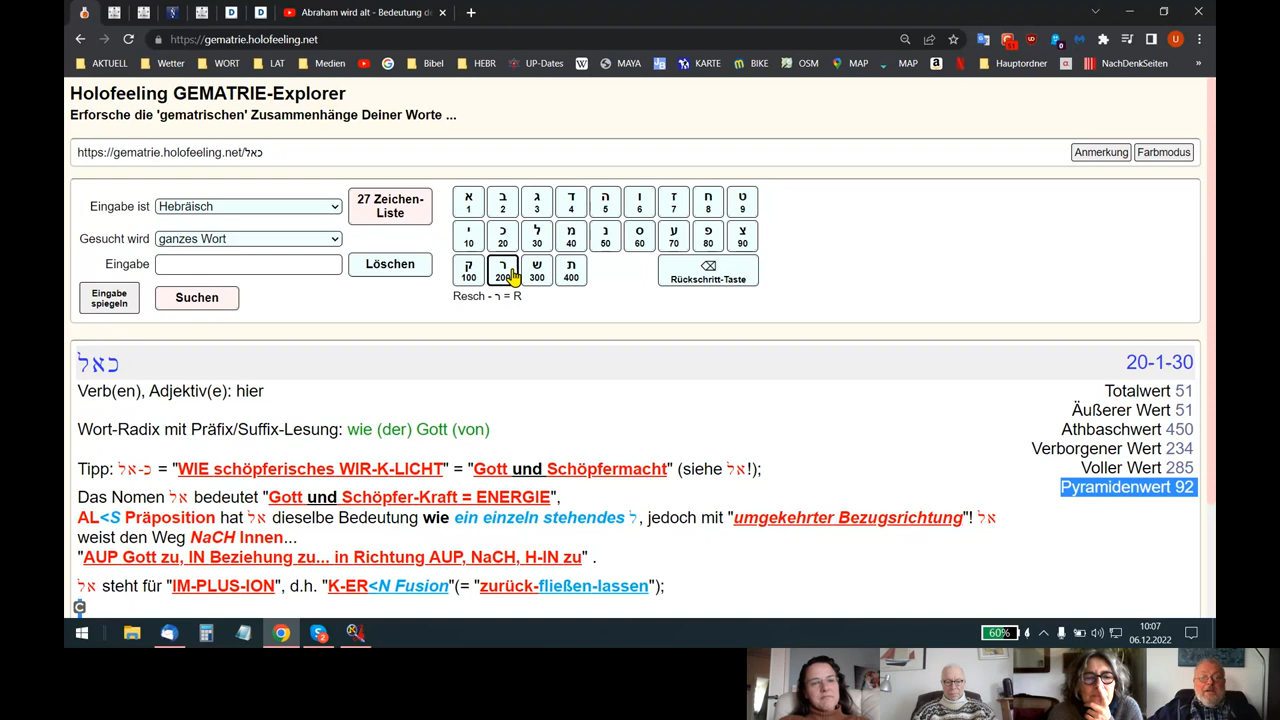 Abraham wird alt - Bedeutung de
https://gematrie.holofeeling.net
AKTUELL Wetter WORT LAT Medien Bibel HEBR UP-Dates MAYA KARTE BIKE OSM MAP MAP Hauptordner NachDenkSeiten »
Holofeeling GEMATRIE-Explorer
Erforsche die 'gematrischen' Zusammenhänge Deiner Worte ...
https://gematrie.holofeeling.net/כאל Anmerkung Farbmodus
Eingabe ist Hebräisch 27 Zeichen-Liste
Gesucht wird ganzes Wort
Eingabe Löschen
Eingabe spiegeln Suchen
א ב ג ד ה ו ז ח ט
1 2 3 4 5 6 7 8 9
י כ ל מ נ ס ע פ צ
10 20 30 40 50 60 70 80 90
ק ר ש ת
100 200 300 400 Rückschritt-Taste
Resch - ר = R
כאל 20-1-30
Verb(en), Adjektiv(e): hier Totalwert 51
Äußerer Wert 51
Wort-Radix mit Präfix/Suffix-Lesung: wie (der) Gott (von) Athbaschwert 450
Verborgener Wert 234
Tipp: כ-אל = "WIE schöpferisches WIR-K-LICHT" = "Gott und Schöpfermacht" (siehe אל!); Voller Wert 285
Pyramidenwert 92
Das Nomen אל bedeutet "Gott und Schöpfer-Kraft = ENERGIE",
AL<S Präposition hat אל dieselbe Bedeutung wie ein einzeln stehendes ל, jedoch mit "umgekehrter Bezugsrichtung"! אל
weist den Weg NaCH Innen...
"AUP Gott zu, IN Beziehung zu... in Richtung AUP, NaCH, H-IN zu" .
אל steht für "IM-PLUS-ION", d.h. "K-ER<N Fusion"(= "zurück-fließen-lassen");
C
60% 10:07
06.12.2022